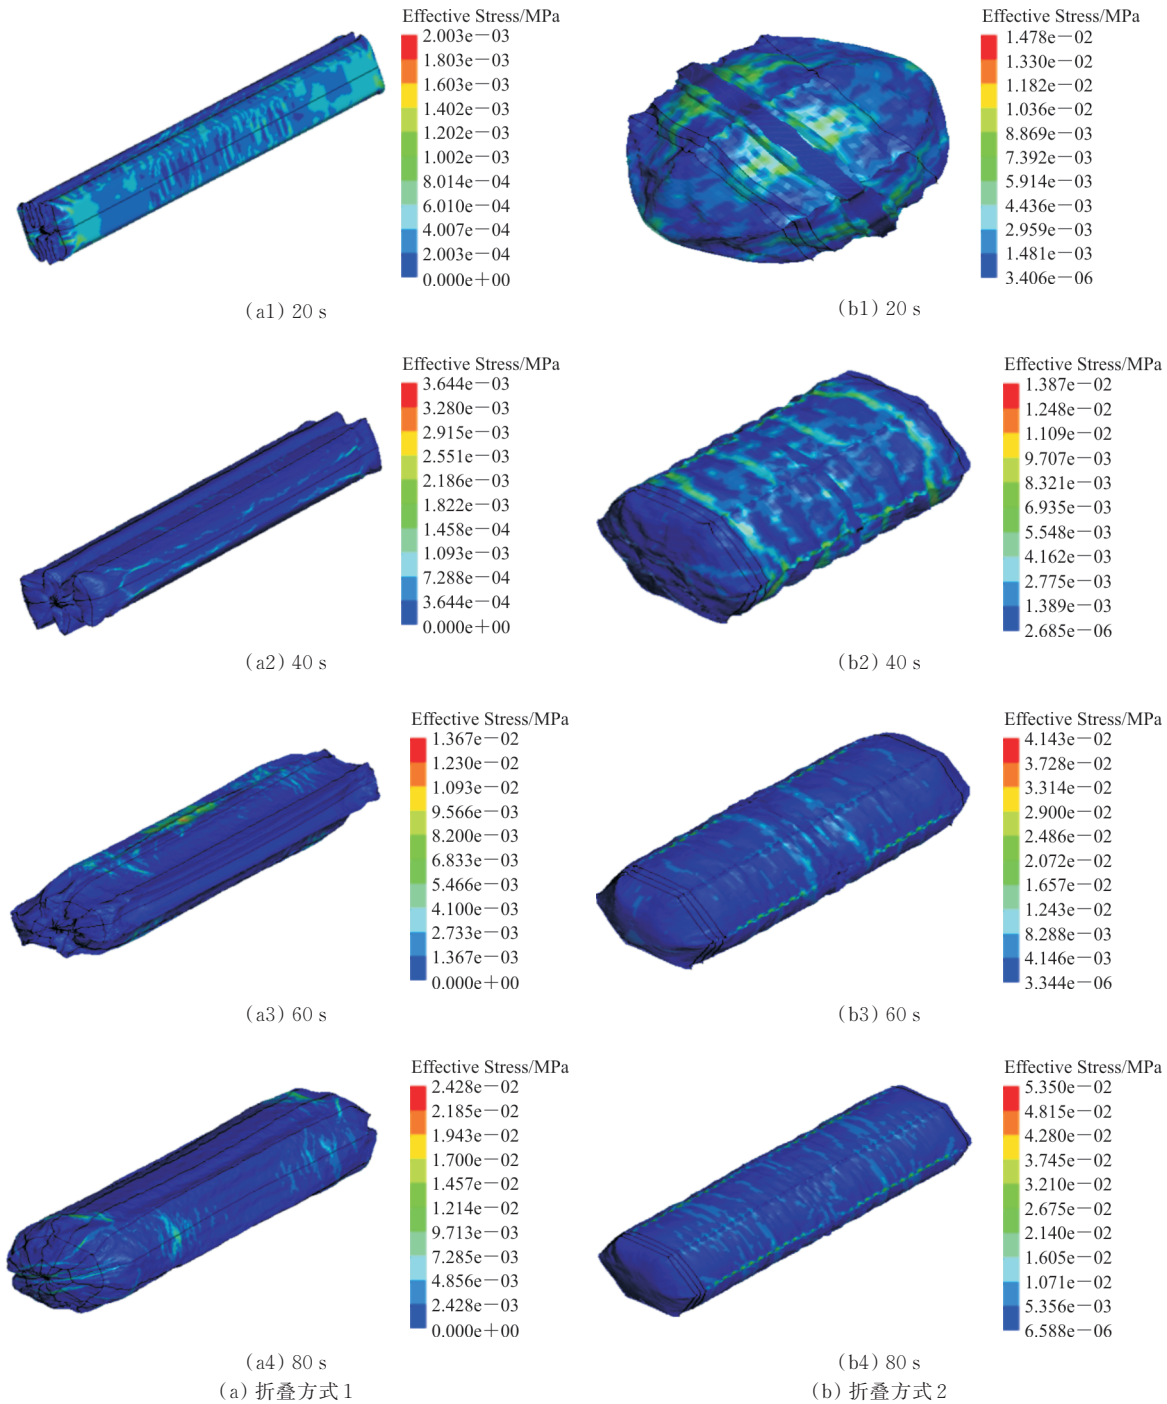 Effective Stress/MPa
2.003e−03
1.803e−03
1.603e−03
1.402e−03
1.202e−03
1.002e−03
8.014e−04
6.010e−04
4.007e−04
2.003e−04
0.000e+00
(a1) 20 s
Effective Stress/MPa
1.478e−02
1.330e−02
1.182e−02
1.036e−02
8.869e−03
7.392e−03
5.914e−03
4.436e−03
2.959e−03
1.481e−03
3.406e−06
(b1) 20 s
Effective Stress/MPa
3.644e−03
3.280e−03
2.915e−03
2.551e−03
2.186e−03
1.822e−03
1.458e−04
1.093e−03
7.288e−04
3.644e−04
0.000e+00
(a2) 40 s
Effective Stress/MPa
1.387e−02
1.248e−02
1.109e−02
9.707e−03
8.321e−03
6.935e−03
5.548e−03
4.162e−03
2.775e−03
1.389e−03
2.685e−06
(b2) 40 s
Effective Stress/MPa
1.367e−02
1.230e−02
1.093e−02
9.566e−03
8.200e−03
6.833e−03
5.466e−03
4.100e−03
2.733e−03
1.367e−03
0.000e+00
(a3) 60 s
Effective Stress/MPa
4.143e−02
3.728e−02
3.314e−02
2.900e−02
2.486e−02
2.072e−02
1.657e−02
1.243e−02
8.288e−03
4.146e−03
3.344e−06
(b3) 60 s
Effective Stress/MPa
2.428e−02
2.185e−02
1.943e−02
1.700e−02
1.457e−02
1.214e−02
9.713e−03
7.285e−03
4.856e−03
2.428e−03
0.000e+00
(a4) 80 s
(a) 折叠方式1
Effective Stress/MPa
5.350e−02
4.815e−02
4.280e−02
3.745e−02
3.210e−02
2.675e−02
2.140e−02
1.605e−02
1.071e−02
5.356e−03
6.588e−06
(b4) 80 s
(b) 折叠方式2